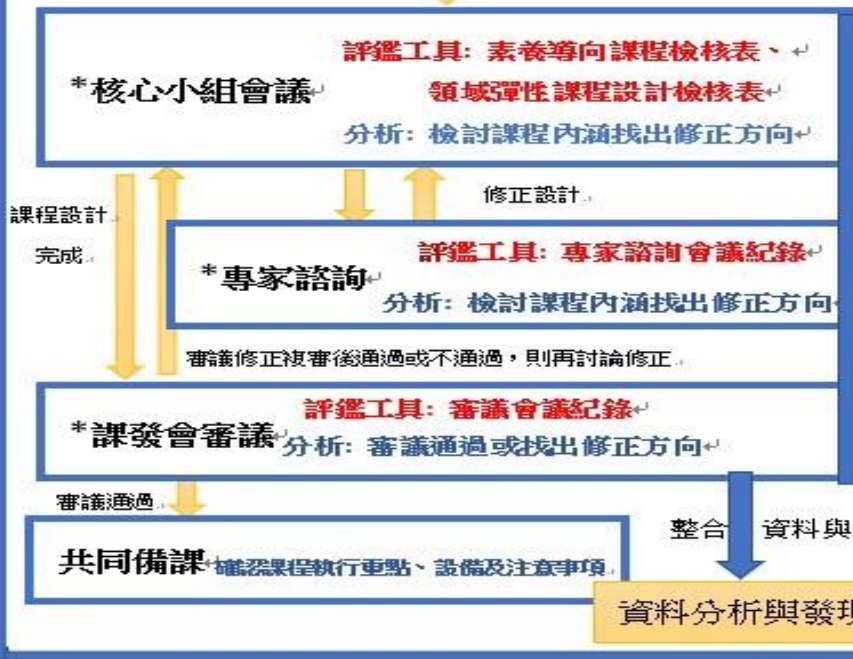 評鑑工具: 素養導向課程檢核表、
*核心小組會議
領域彈性課程設計檢核表
分析: 檢討課程內涵找出修正方向
課程設計
完成
修正設計
評鑑工具: 專家諮詢會議紀錄
*專家諮詢
分析: 檢討課程內涵找出修正方向
審議修正複審後通過或不通過，則再討論修正
評鑑工具: 審議會議紀錄
*課發會審議
分析: 審議通過或找出修正方向
審議通過
整合 資料與
共同備課 確認課程執行重點、設備及注意事項
資料分析與發現